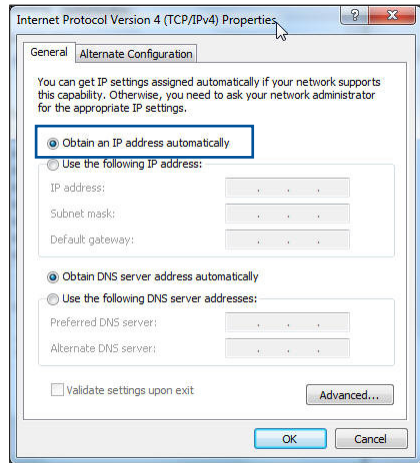 Internet Protocol Version 4 (TCP/IPv4) Properties
General
Alternate Configuration
You can get IP settings assigned automatically if your network supports
this capability. Otherwise, you need to ask your network administrator
for the appropriate IP settings.
Obtain an IP address automatically
Use the following IP address:
IP address:
Subnet mask:
Default gateway:
Obtain DNS server address automatically
Use the following DNS server addresses:
Preferred DNS server:
Alternate DNS server:
Validate settings upon exit
Advanced...
OK
Cancel